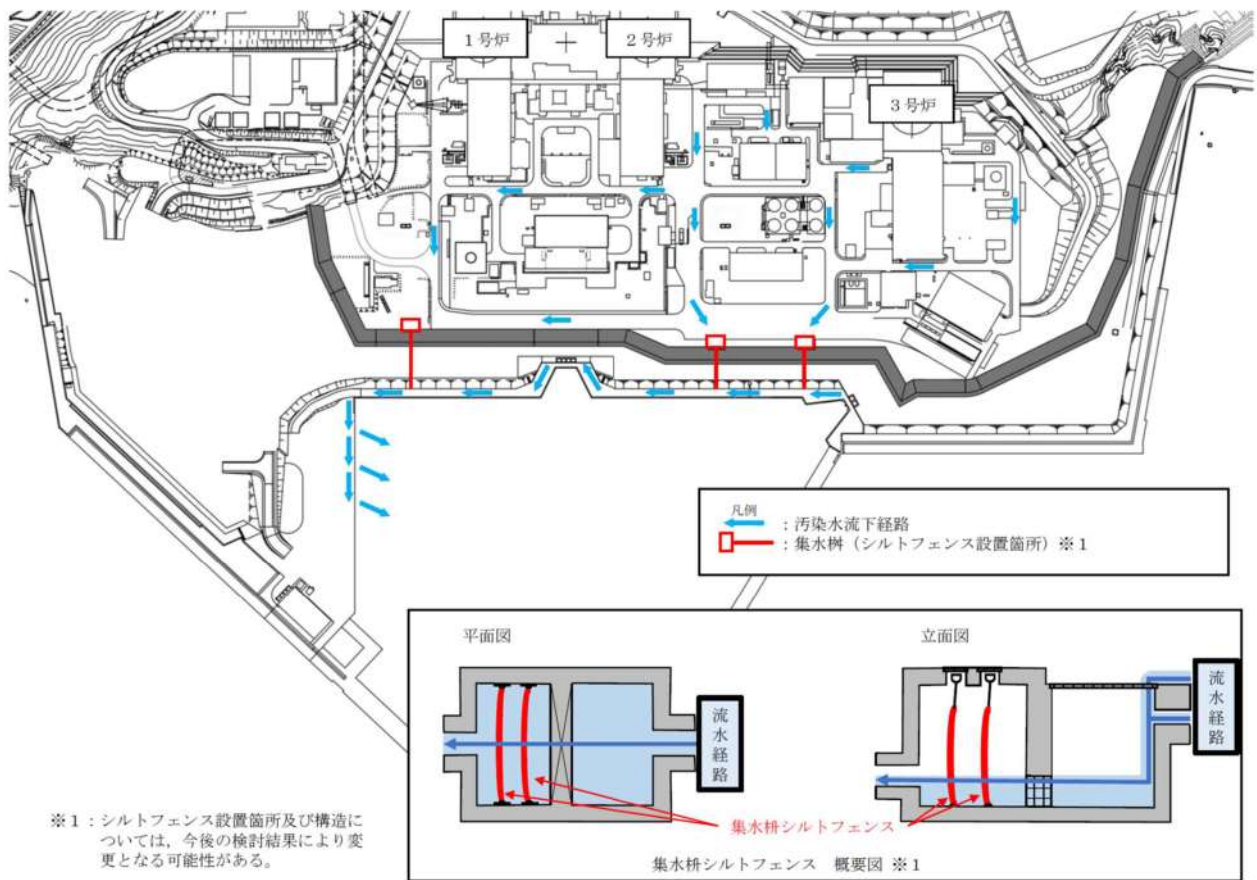 1号炉
2号炉
3号炉
凡例
：汚染水流下経路
：集水桝（シルトフェンス設置箇所）※1
平面図
立面図
流水経路
流水経路
集水枡シルトフェンス
集水枡シルトフェンス 概要図 ※1
※1：シルトフェンス設置箇所及び構造に
ついては，今後の検討結果により変
更となる可能性がある。